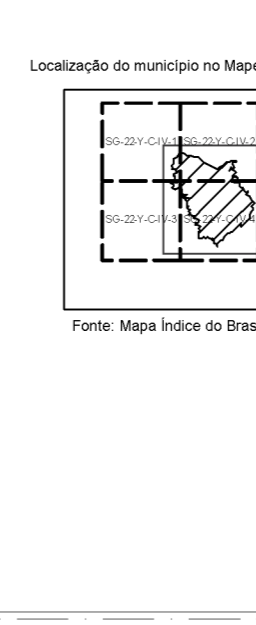 Localização do município no Mape
SG-22-Y-C-IV-1 SG-22-Y-C-IV-2
SG-22-Y-C-IV-3 SG-22-Y-C-IV-4
Fonte: Mapa Índice do Bras